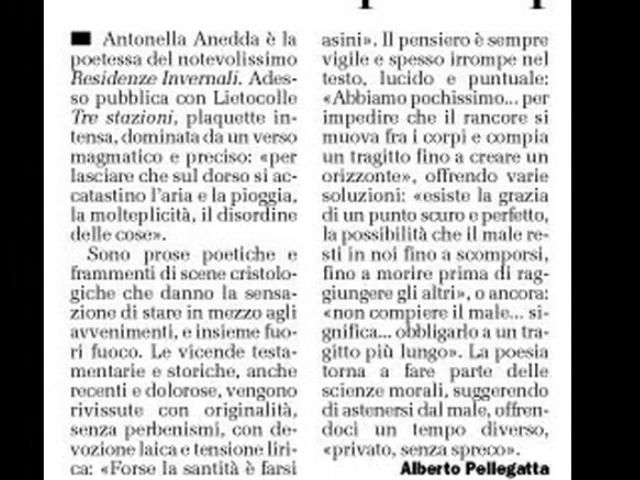 Antonella Anedda è la
poetessa del notevolissimo
Residenze Invernali. Ades-
so pubblica con Lietocolle
Tre stazioni, plaquette in-
tensa, dominata da un verso
magmatico e preciso: «per
lasciare che sul dorso si ac-
catastino l'aria e la pioggia,
la molteplicità, il disordine
delle cose».
Sono prose poetiche e
frammenti di scene cristolo-
giche che danno la sensa-
zione di stare in mezzo agli
avvenimenti, e insieme fuo-
ri fuoco. Le vicende testa-
mentarie e storiche, anche
recenti e dolorose, vengono
rivissute con originalità,
senza perbenismi, con de-
vozione laica e tensione liri-
ca: «Forse la santità è farsi
asini». Il pensiero è sempre
vigile e spesso irrompe nel
testo, lucido e puntuale:
«Abbiamo pochissimo... per
impedire che il rancore si
muova fra i corpi e compia
un tragitto fino a creare un
orizzonte», offrendo varie
soluzioni: «esiste la grazia
di un punto scuro e perfetto,
la possibilità che il male re-
sti in noi fino a scomporsi,
fino a morire prima di rag-
giungere gli altri», o ancora:
«non compiere il male... si-
gnifica... obbligarlo a un tra-
gitto più lungo». La poesia
torna a fare parte delle
scienze morali, suggerendo
di astenersi dal male, offren-
doci un tempo diverso,
«privato, senza spreco».
Alberto Pellegatta